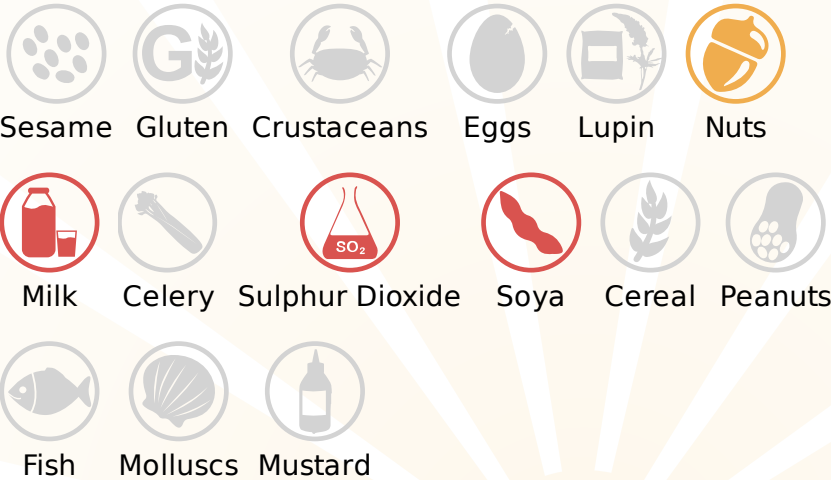 G
Sesame Gluten Crustaceans Eggs Lupin Nuts
SO₂
Milk Celery Sulphur Dioxide Soya Cereal Peanuts
Fish Molluscs Mustard